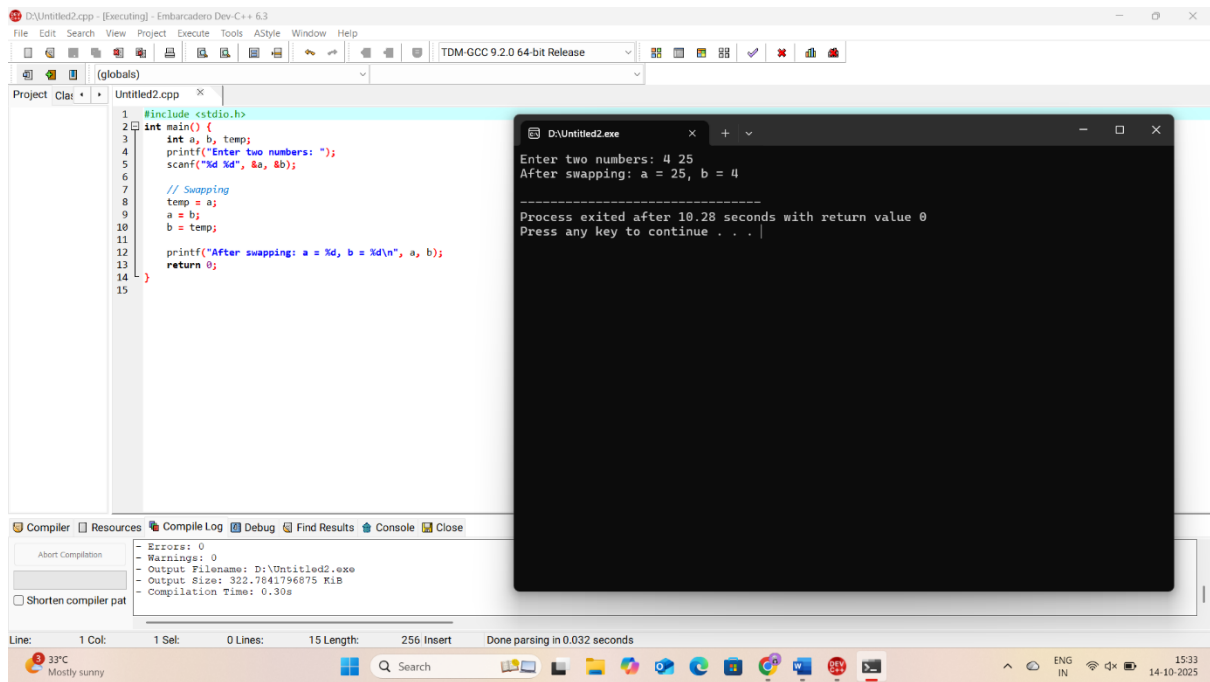 D:\Untitled2.cpp - [Executing] - Embarcadero Dev-C++ 6.3
File Edit Search View Project Execute Tools AStyle Window Help
TDM-GCC 9.2.0 64-bit Release
(globals)
Project Clas Untitled2.cpp
1 #include <stdio.h>
2 int main() {
3 int a, b, temp;
4 printf("Enter two numbers: ");
5 scanf("%d %d", &a, &b);
6
7 // Swapping
8 temp = a;
9 a = b;
10 b = temp;
11
12 printf("After swapping: a = %d, b = %d\n", a, b);
13 return 0;
14 }
15
D:\Untitled2.exe
Enter two numbers: 4 25
After swapping: a = 25, b = 4
--------------------------------
Process exited after 10.28 seconds with return value 0
Press any key to continue . . .
Compiler Resources Compile Log Debug Find Results Console Close
Abort Compilation
Shorten compiler pat
- Errors: 0
- Warnings: 0
- Output Filename: D:\Untitled2.exe
- Output Size: 322.7841796875 KiB
- Compilation Time: 0.30s
Line: 1 Col: 1 Sel: 0 Lines: 15 Length: 256 Insert Done parsing in 0.032 seconds
3
33°C
Mostly sunny
Search
DEV
ENG
IN
15:33
14-10-2025